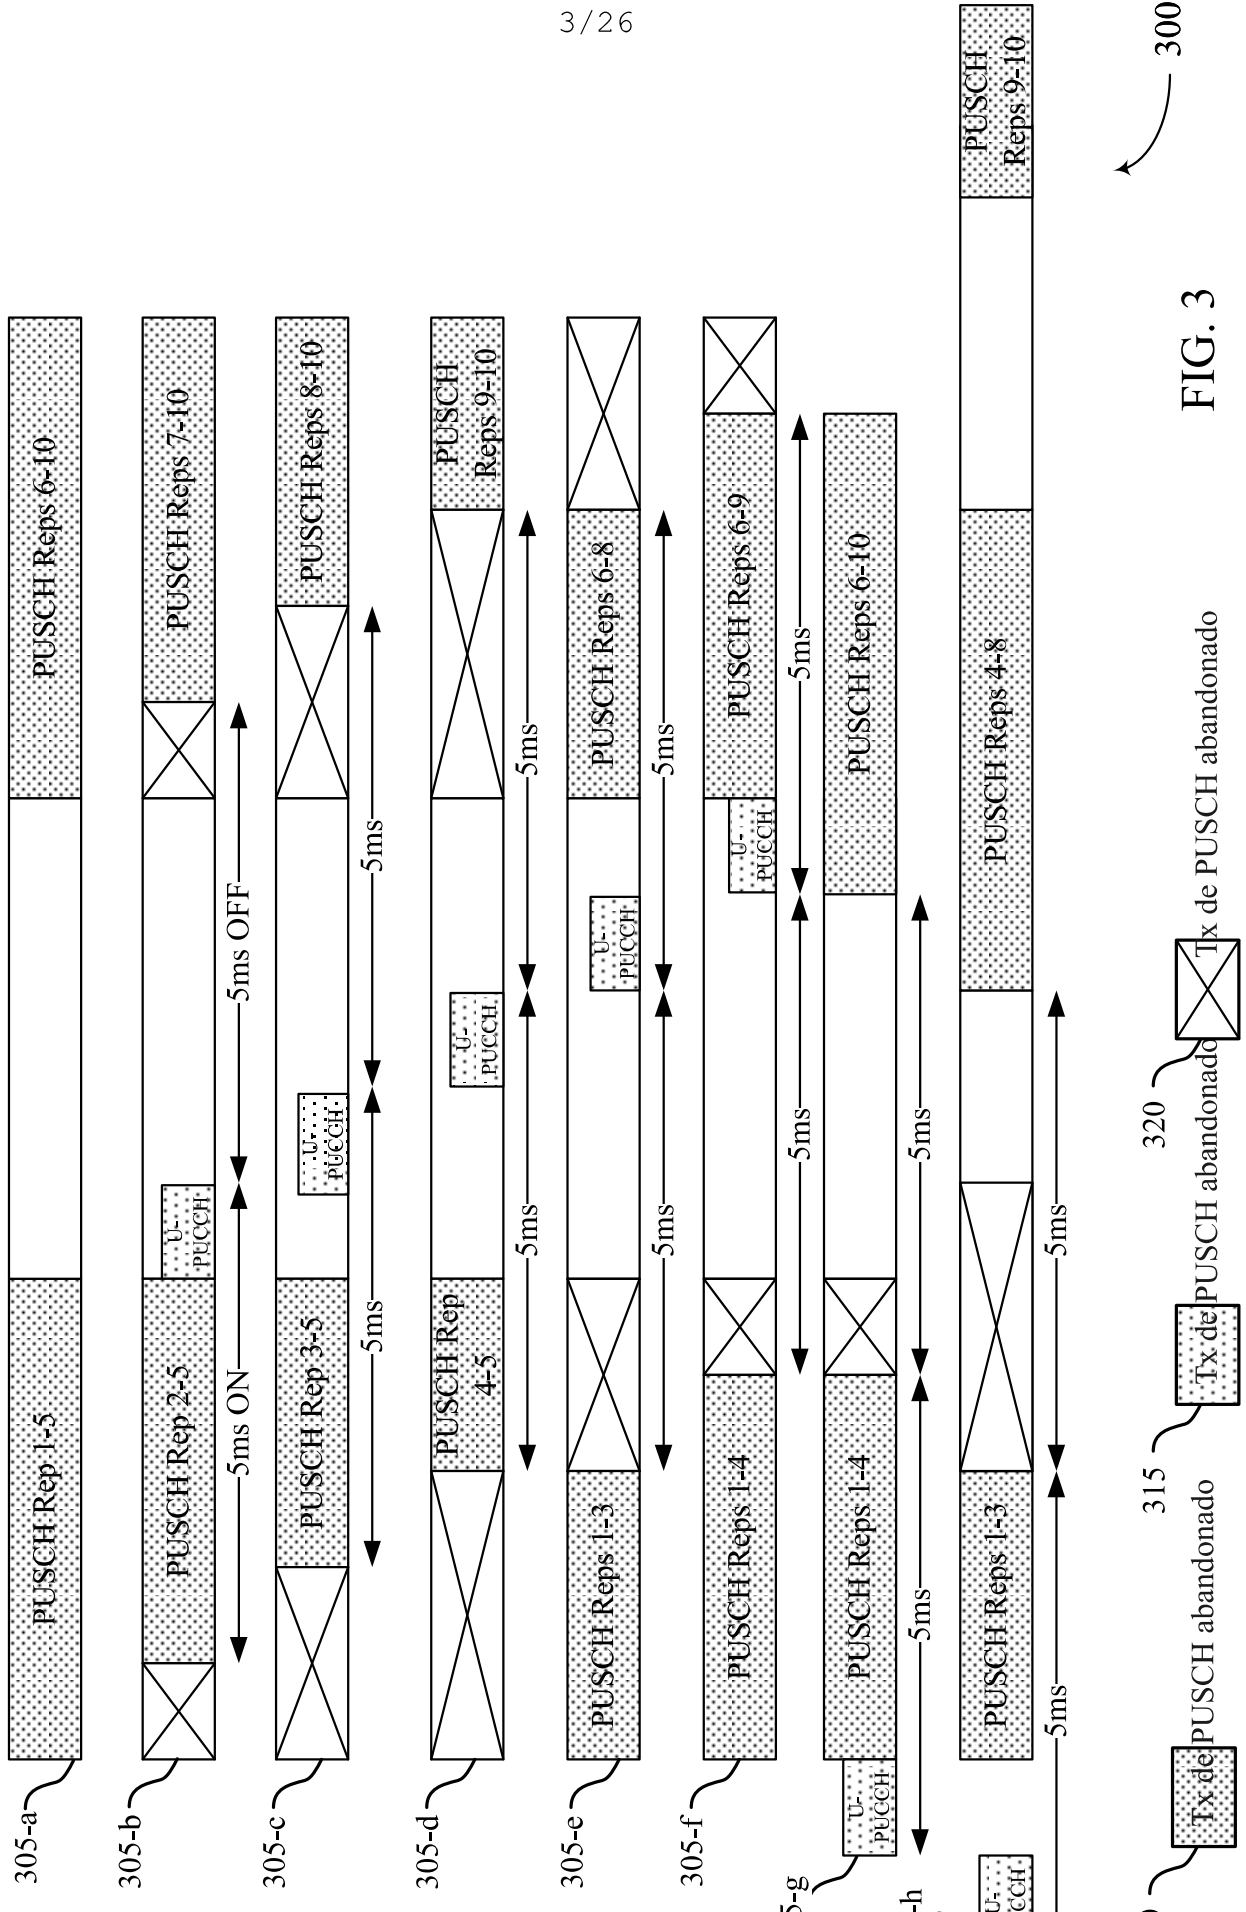 3/26
305-a
PUSCH Rep 1-5
PUSCH Reps 6-10
305-b
PUSCH Rep 2-5
U-
PUCCH
PUSCH Reps 7-10
5ms ON
5ms OFF
305-c
PUSCH Rep 3-5
U-
PUCCH
PUSCH Reps 8-10
5ms
5ms
305-d
PUSCH Rep
4-5
U-
PUCCH
PUSCH
Reps 9-10
5ms
5ms
305-e
PUSCH Reps 1-3
U-
PUCCH
PUSCH Reps 6-8
5ms
5ms
305-f
PUSCH Reps 1-4
U-
PUCCH
PUSCH Reps 6-9
5ms
5ms
5-g
U-
PUCCH
PUSCH Reps 1-4
PUSCH Reps 6-10
5ms
5ms
-h
U-
CCH
PUSCH Reps 1-3
PUSCH Reps 4-8
PUSCH
Reps 9-10
5ms
5ms
300
Tx de PUSCH abandonado
315
Tx de PUSCH abandonado
320
Tx de PUSCH abandonado
FIG. 3